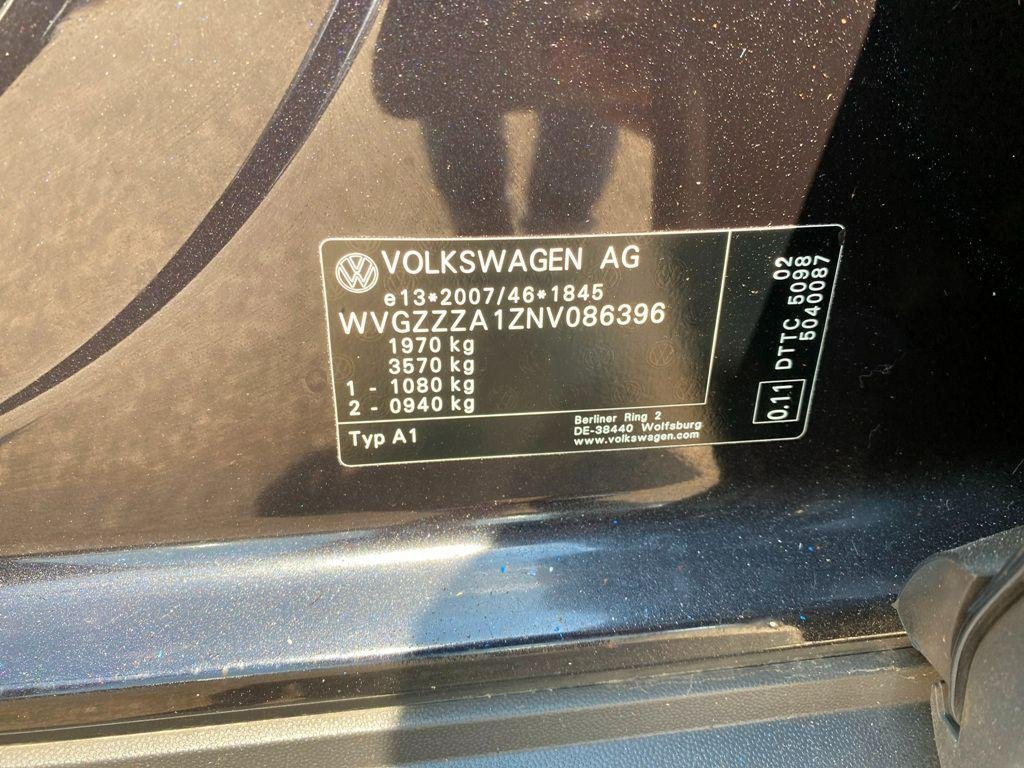 VOLKSWAGEN AG
e13*2007/46*1845
WVGZZZA1ZNV086396
1970 kg
3570 kg
1 - 1080 kg
2 - 0940 kg
Typ A1
Berliner Ring 2
DE-38440 Wolfsburg
www.volkswagen.com
0.11 DTTC 5098 02
5040087